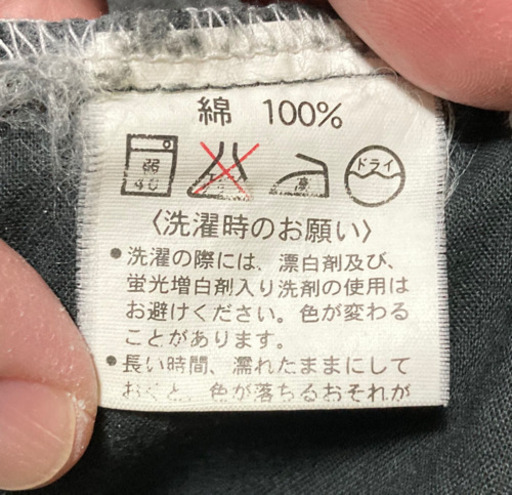 綿 100%
弱
40
高
ドライ
〈洗濯時のお願い〉
●洗濯の際には、漂白剤及び、
蛍光増白剤入り洗剤の使用は
お避けください。色が変わる
ことがあります。
●長い時間、濡れたままにして
おくと、色が落ちるおそれが